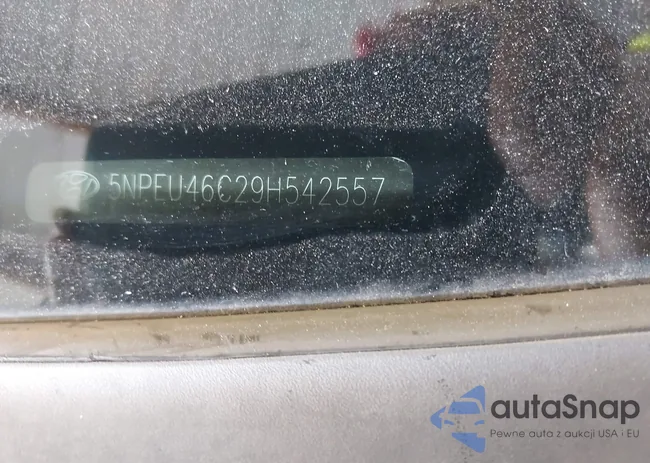 5NPEU46C29H542557
autaSnap
Pewne auta z aukcji USA i EU